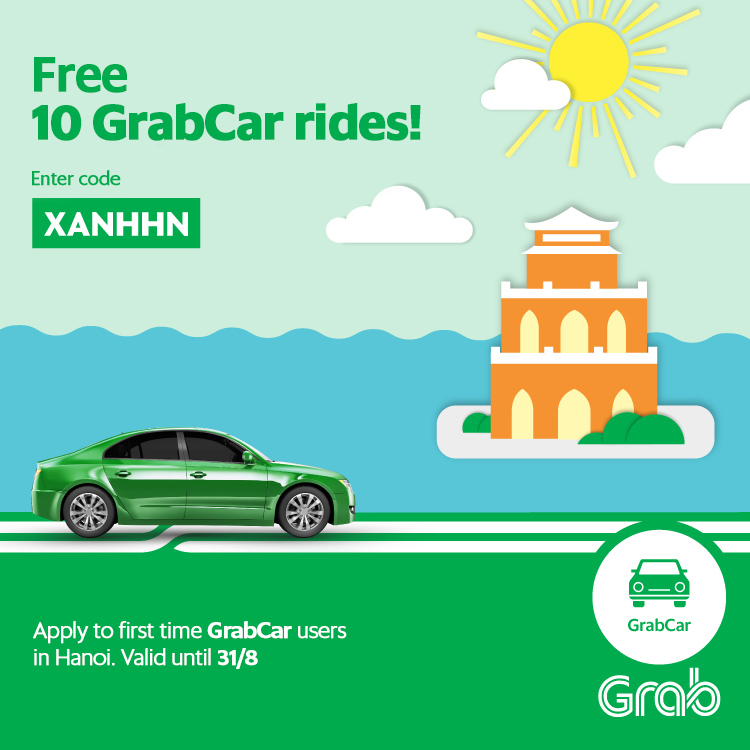 Free
10 GrabCar rides!
Enter code
XANHHN
Apply to first time GrabCar users
in Hanoi. Valid until 31/8
GrabCar
Grab